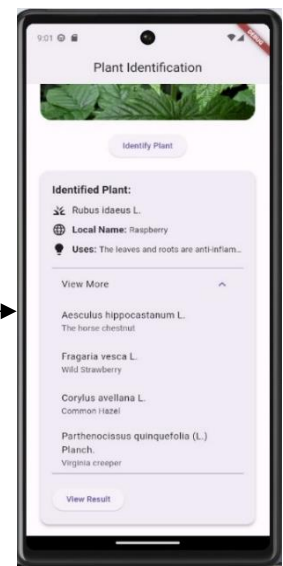 9:01
DEBUG
Plant Identification
Identify Plant
Identified Plant:
Rubus idaeus L.
Local Name: Raspberry
Uses: The leaves and roots are anti-inflam...
View More
Aesculus hippocastanum L.
The horse chestnut
Fragaria vesca L.
Wild Strawberry
Corylus avellana L.
Common Hazel
Parthenocissus quinquefolia (L.)
Planch.
Virginia creeper
View Result